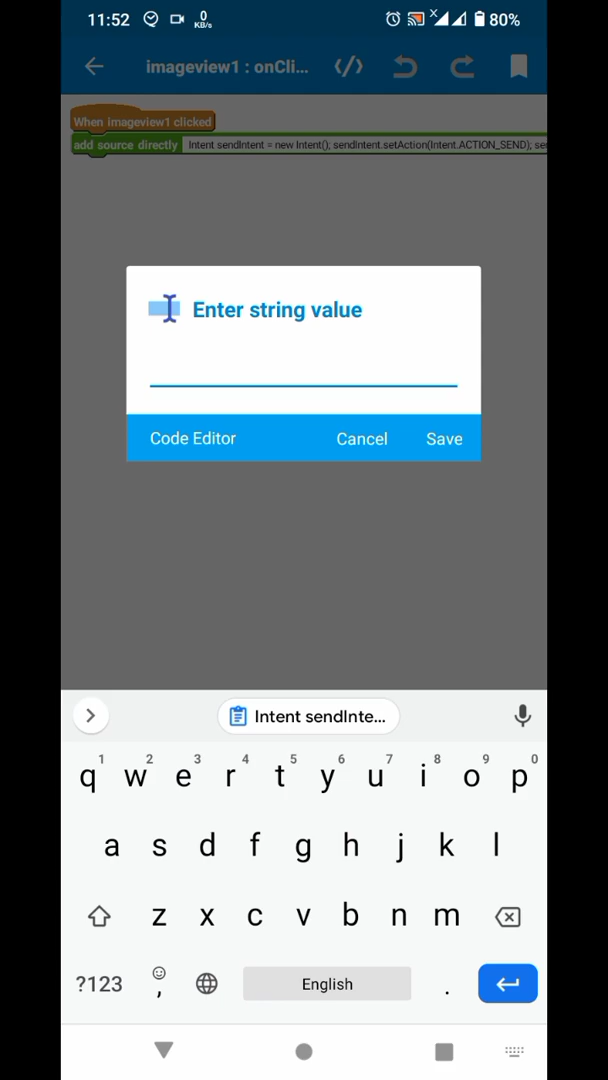 11:52
0
KB/s
80%
imageview1 : onCli...
When imageview1 clicked
add source directly Intent sendIntent = new Intent(); sendIntent.setAction(Intent.ACTION_SEND); se
Enter string value
Code Editor Cancel Save
Intent sendInte...
1 2 3 4 5 6 7 8 9 0
q w e r t y u i o p
a s d f g h j k l
z x c v b n m
?123 , English .